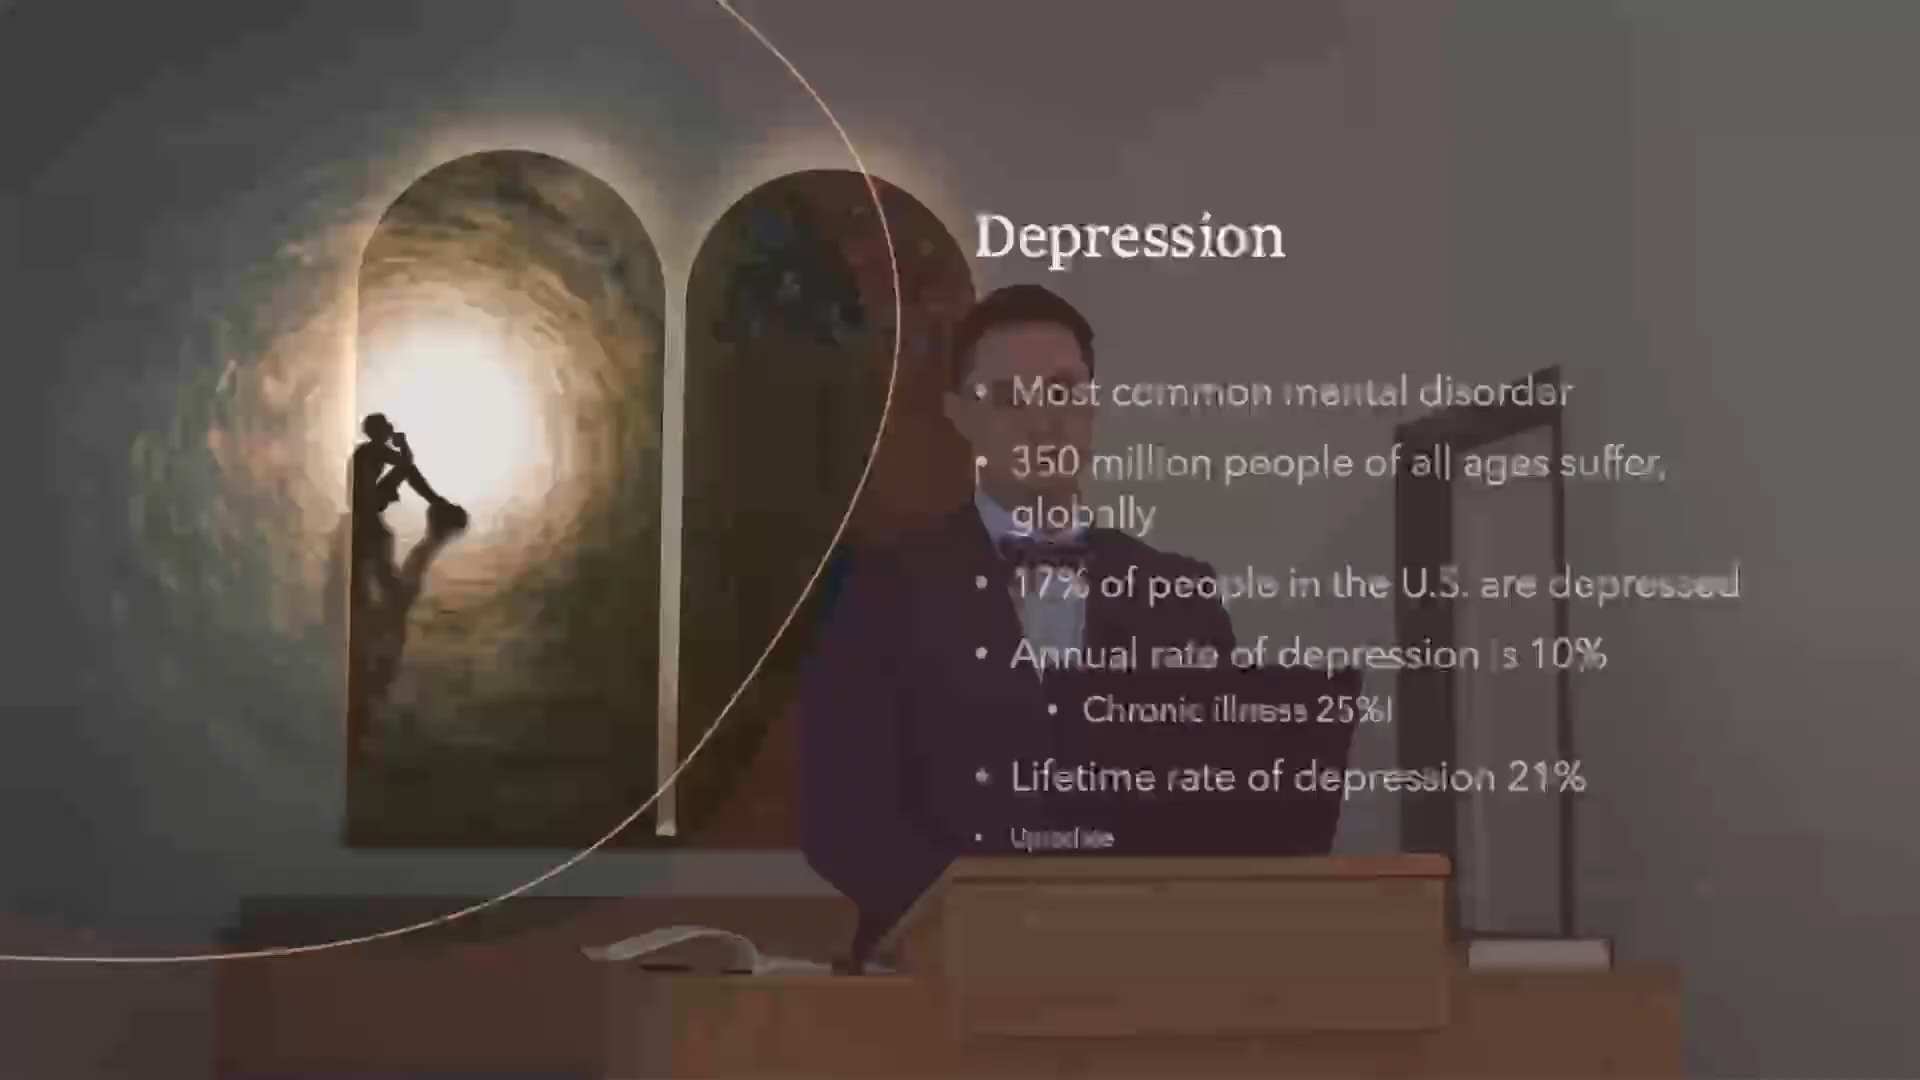 Depression
• Most common mental disorder
• 350 million people of all ages suffer,
globally
• 17% of people in the U.S. are depressed
• Annual rate of depression is 10%
• Chronic illness 25%!
• Lifetime rate of depression 21%